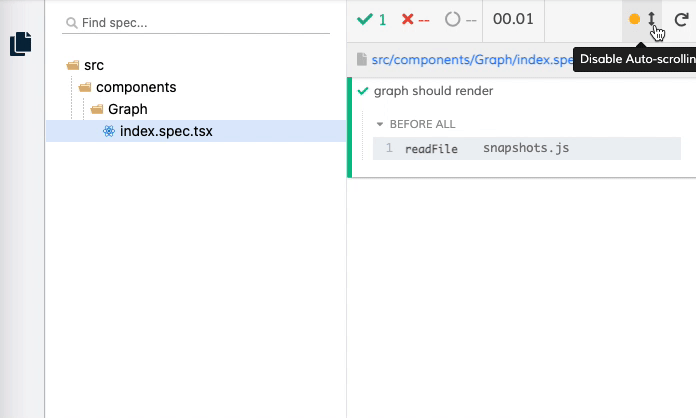 Find spec...
src
components
Graph
index.spec.tsx
1 -- -- 00.01
Disable Auto-scrollin
src/components/Graph/index.spe
graph should render
BEFORE ALL
1 readFile snapshots.js